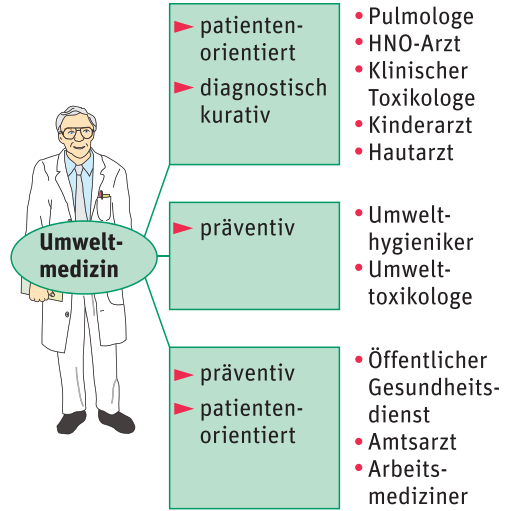 patienten-
orientiert
diagnostisch
kurativ
• Pulmologe
• HNO-Arzt
• Klinischer
Toxikologe
• Kinderarzt
• Hautarzt
Umwelt-
medizin
präventiv
• Umwelt-
hygieniker
• Umwelt-
toxikologe
präventiv
patienten-
orientiert
• Öffentlicher
Gesundheits-
dienst
• Amtsarzt
• Arbeits-
mediziner